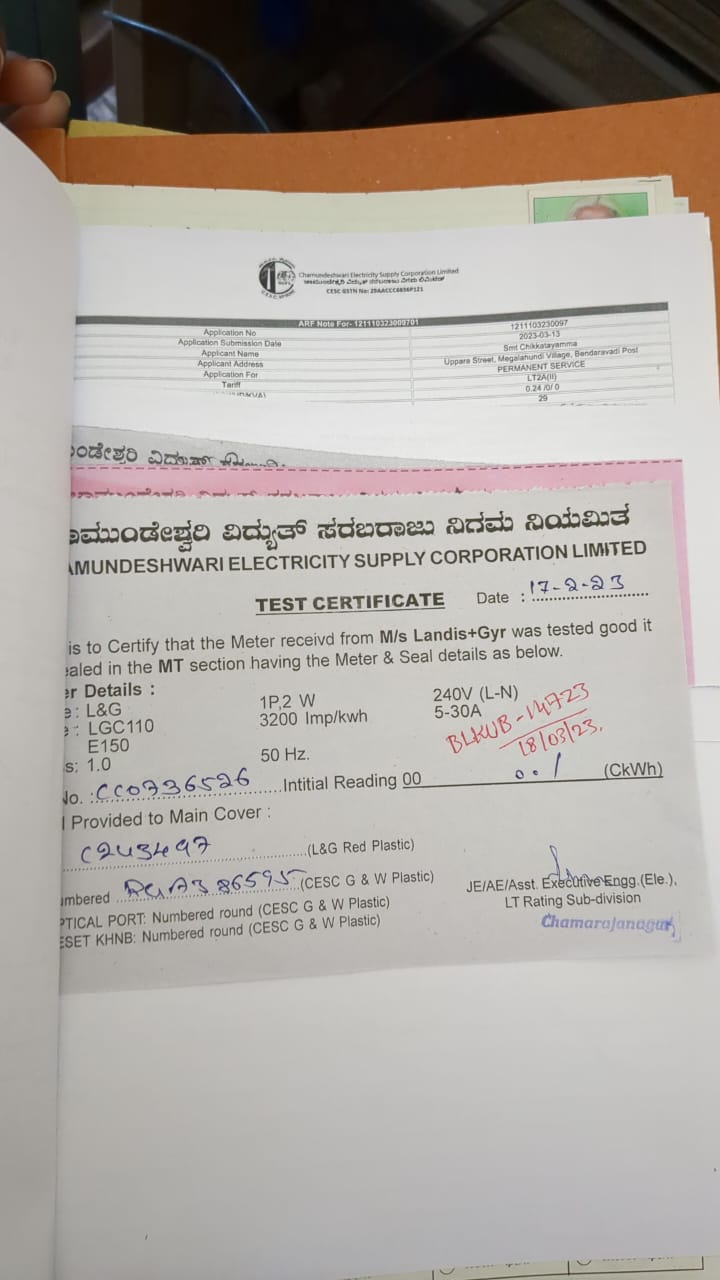 Chamundeshwari Electricity Supply Corporation Limited
CESC GSTN No: 29AACCC6636P1Z1
ARF Note For- 1211103230009701
Application No 1211103230097
Application Submission Date 2023-03-13
Applicant Name Smt Chikkatayamma
Applicant Address Uppara Street, Megalahundi Village, Bendaravadi Post
Application For PERMANENT SERVICE
Tariff LT2A(II)
0.24 /0/ 0
29
ಾಮುಂಡೇಶ್ವರಿ ವಿದ್ಯುತ್ ಸರಬರಾಜು ನಿಗಮ ನಿಯಮಿತ
AMUNDESHWARI ELECTRICITY SUPPLY CORPORATION LIMITED
TEST CERTIFICATE Date : 17-2-23
is to Certify that the Meter receivd from M/s Landis+Gyr was tested good it
ealed in the MT section having the Meter & Seal details as below.
er Details :
e : L&G 1P,2 W 240V (L-N)
e : LGC110 3200 Imp/kwh 5-30A
E150 BLKUB-14723
s: 1.0 50 Hz. 18/03/23.
No. : CC0736526 Intitial Reading 00 00.1 (CkWh)
l Provided to Main Cover :
C243497 (L&G Red Plastic)
umbered RGA386595 (CESC G & W Plastic)
PTICAL PORT: Numbered round (CESC G & W Plastic)
ESET KHNB: Numbered round (CESC G & W Plastic)
JE/AE/Asst. Executive Engg.(Ele.),
LT Rating Sub-division
Chamarajanagar